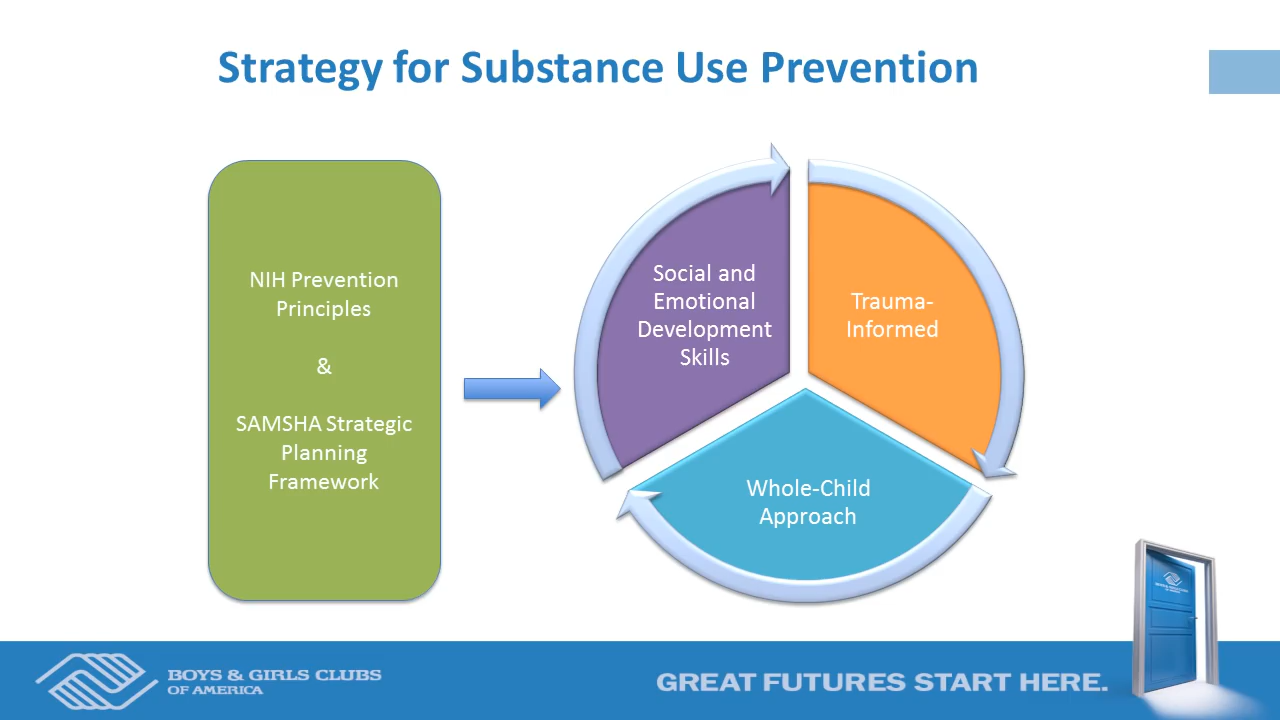 Strategy for Substance Use Prevention
NIH Prevention
Principles
&
SAMSHA Strategic
Planning
Framework
Social and
Emotional
Development
Skills
Trauma-
Informed
Whole-Child
Approach
BOYS & GIRLS CLUBS
OF AMERICA
GREAT FUTURES START HERE.